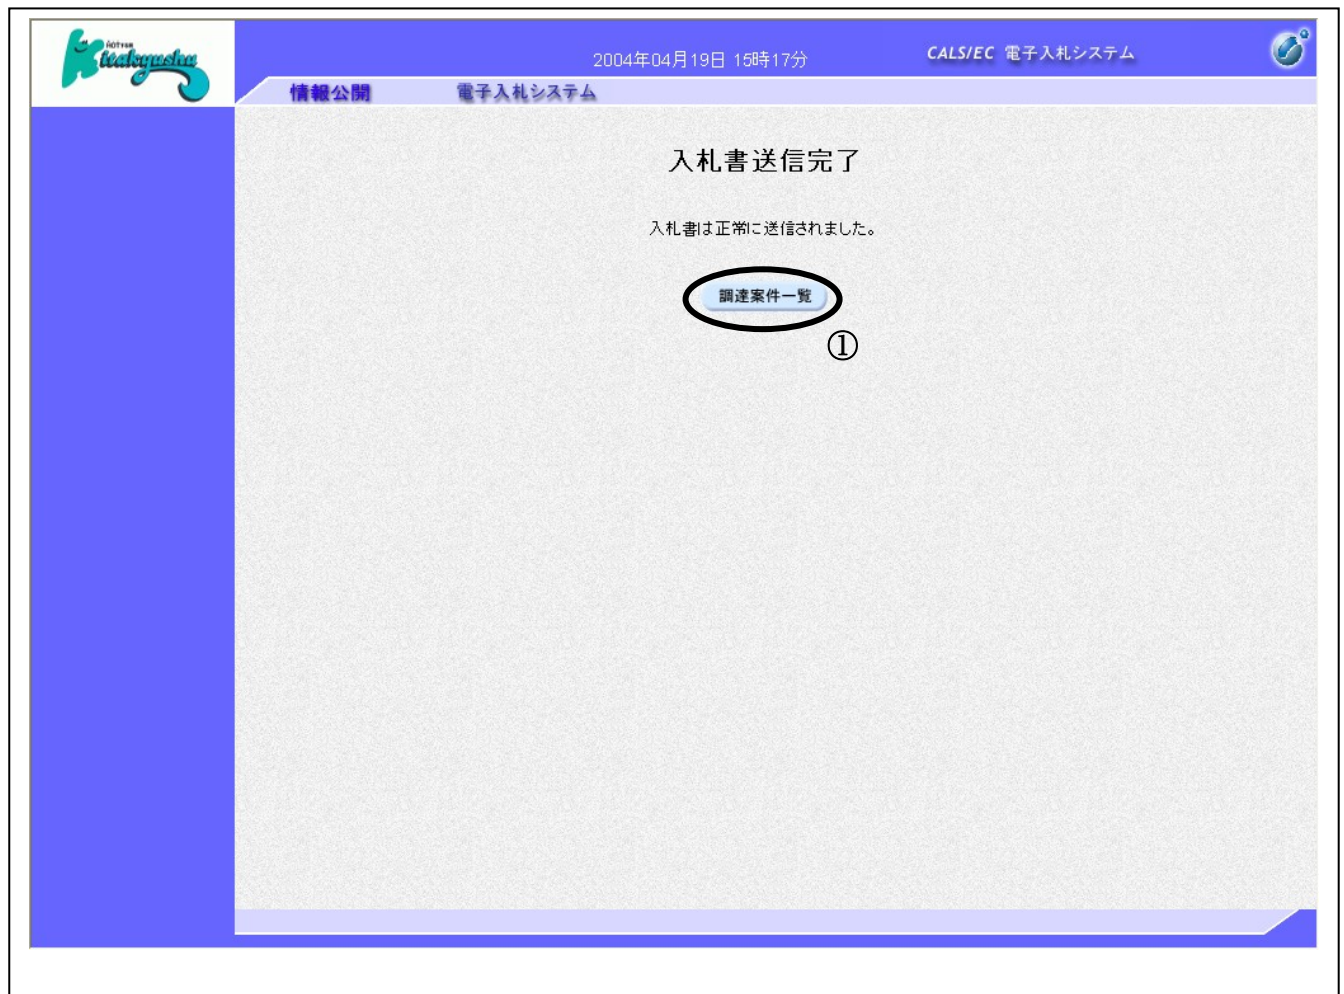 Kitakyushu
2004年04月19日 15時17分
CALS/EC 電子入札システム
情報公開
電子入札システム
入札書送信完了
入札書は正常に送信されました。
調達案件一覧
①